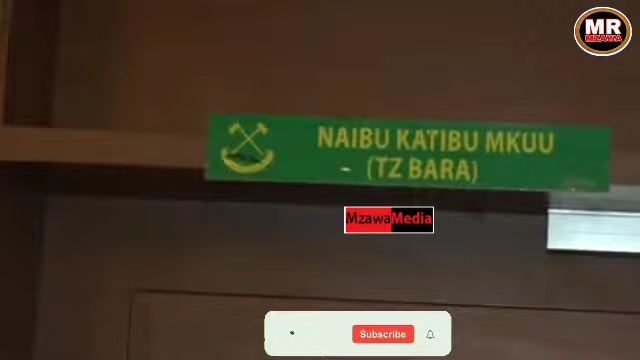 MR
MZAWA
NAIBU KATIBU MKUU
(TZ BARA)
MzawaMedia
Subscribe